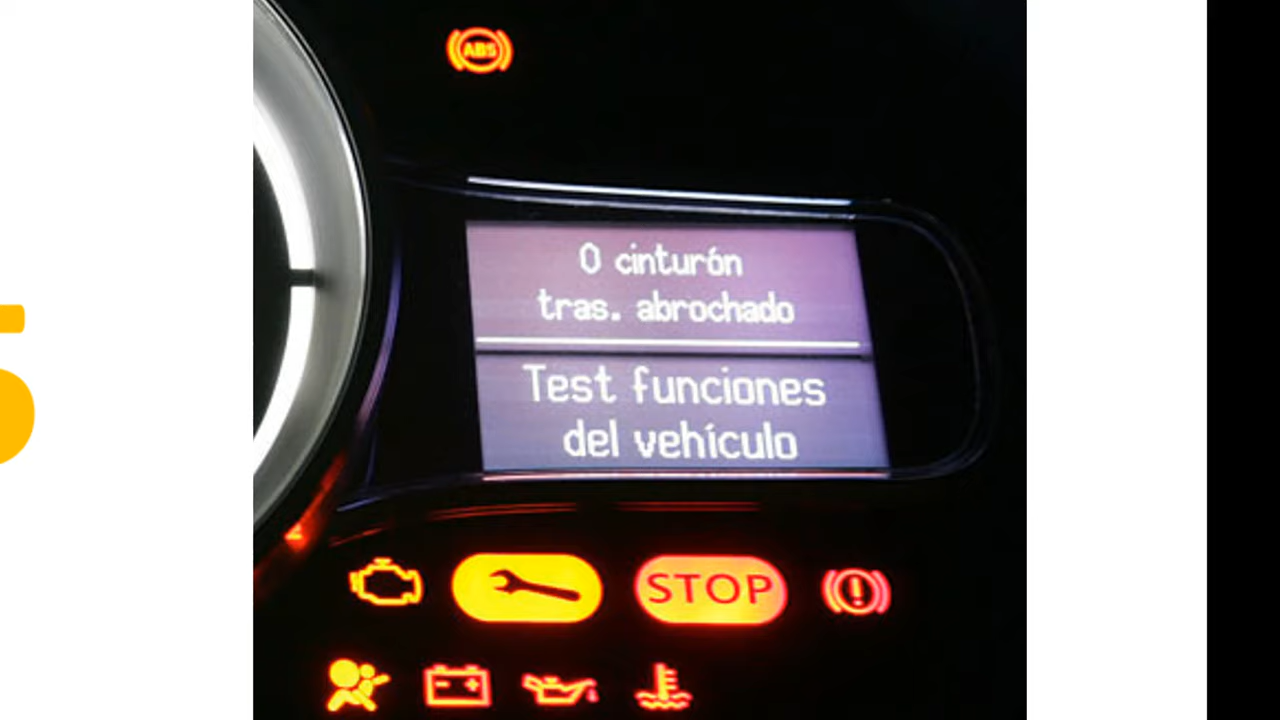 ABS
0 cinturón
tras. abrochado
Test funciones
del vehículo
STOP